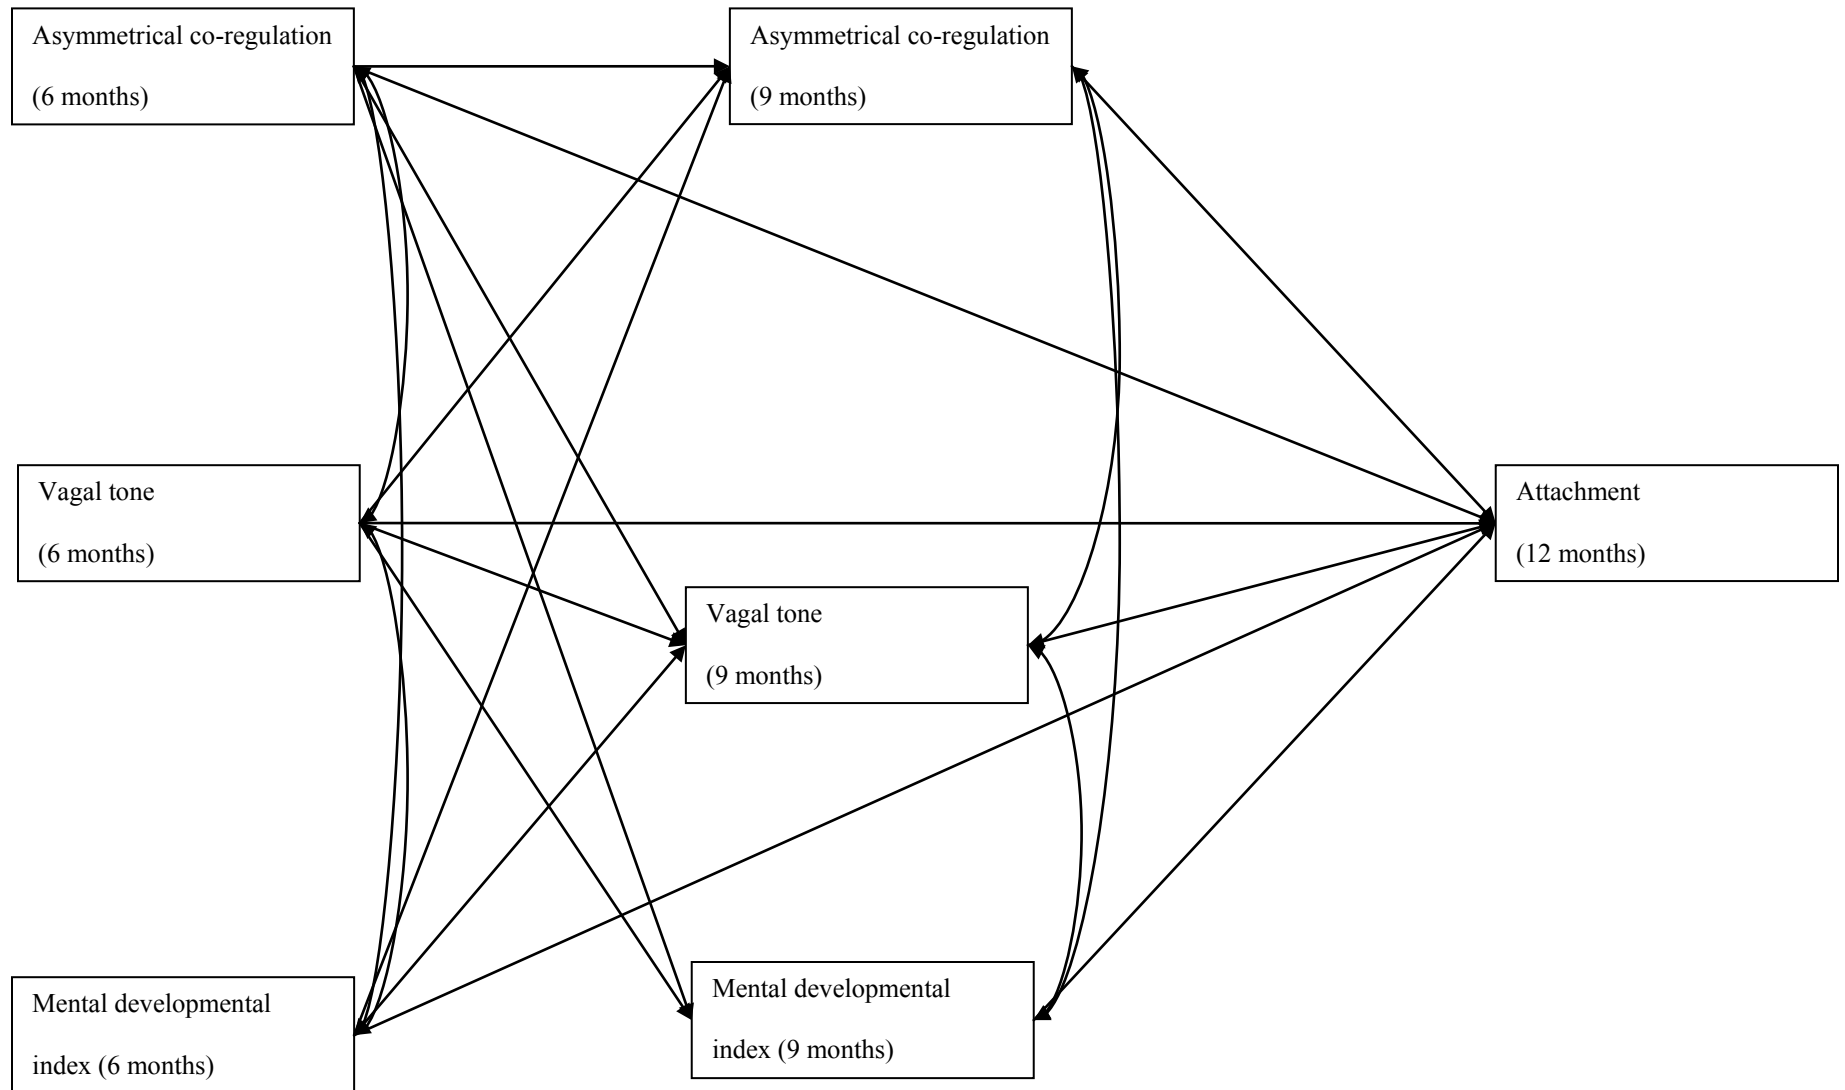 Asymmetrical co-regulation
(6 months)
Asymmetrical co-regulation
(9 months)
Vagal tone
(6 months)
Attachment
(12 months)
Vagal tone
(9 months)
Mental developmental
index (6 months)
Mental developmental
index (9 months)